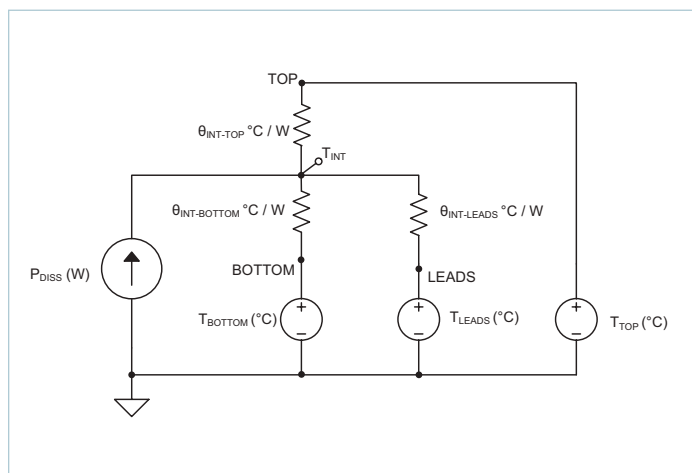 TOP
θINT-TOP °C / W
TINT
θINT-BOTTOM °C / W
θINT-LEADS °C / W
BOTTOM
LEADS
PDISS (W)
+
–
TBOTTOM (°C)
+
–
TLEADS (°C)
+
–
TTOP (°C)